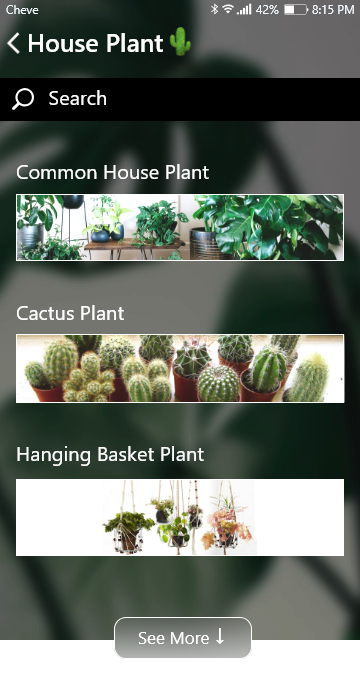 Cheve 42% 8:15 PM
House Plant
Search
Common House Plant
Cactus Plant
Hanging Basket Plant
See More ↓